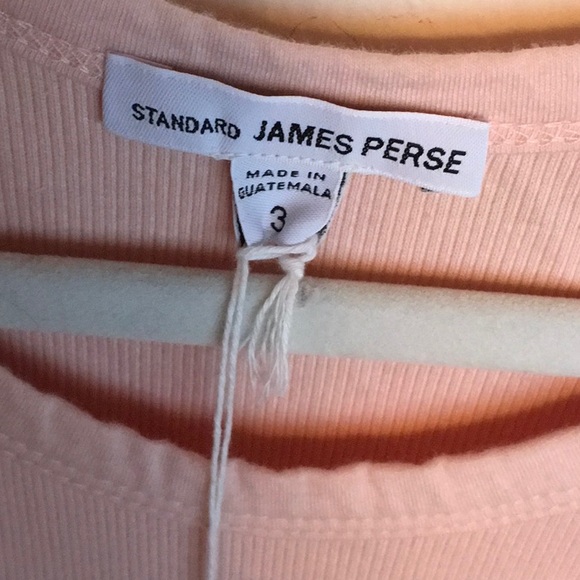 STANDARD JAMES PERSE
MADE IN
GUATEMALA
3